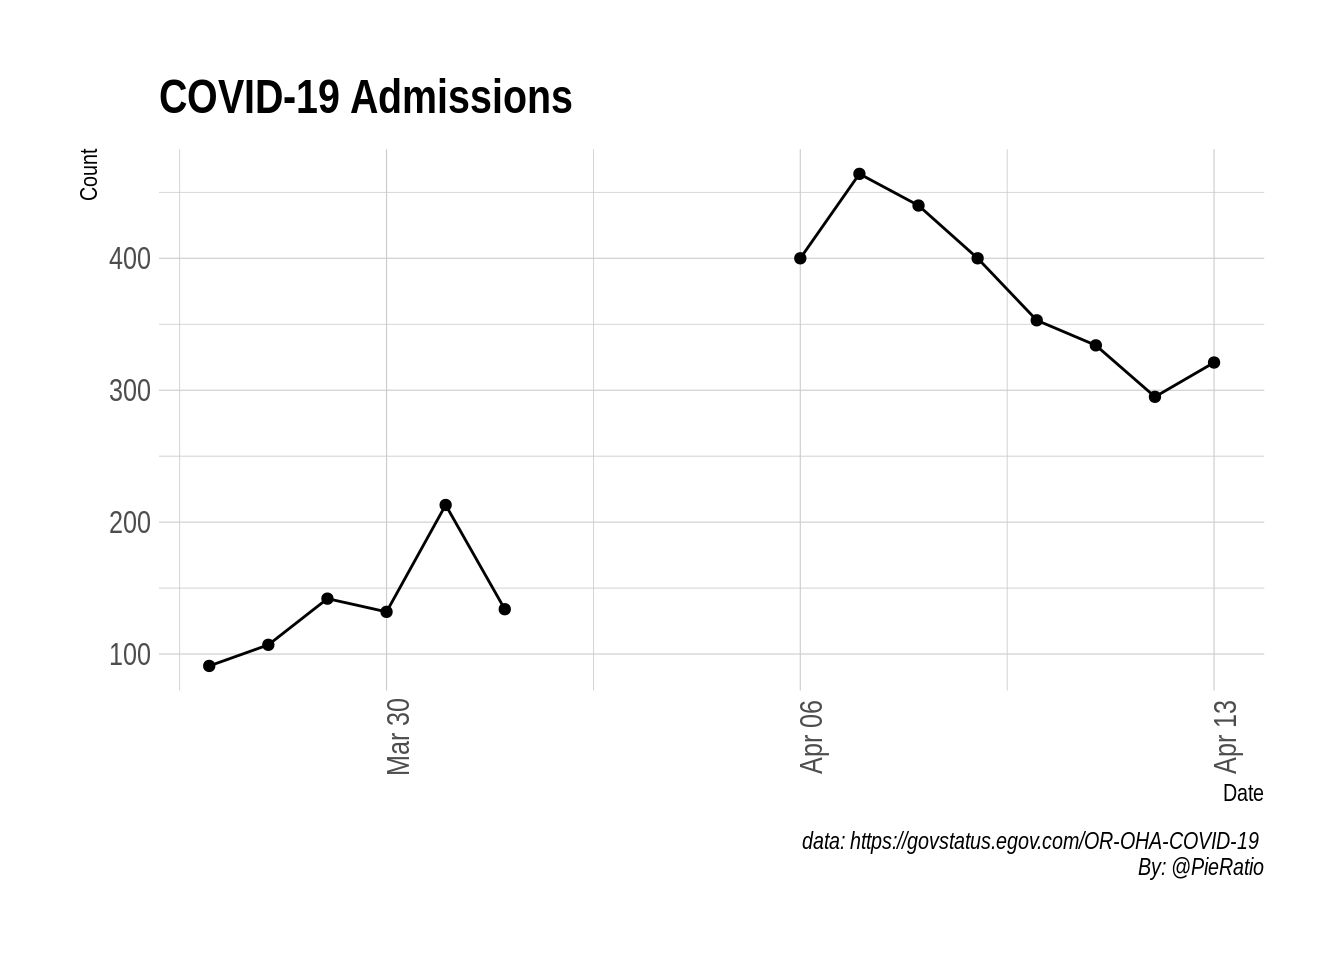 COVID-19 Admissions
Count
400
300
200
100
Mar 30
Apr 06
Apr 13
Date
data: https://govstatus.egov.com/OR-OHA-COVID-19
By: @PieRatio